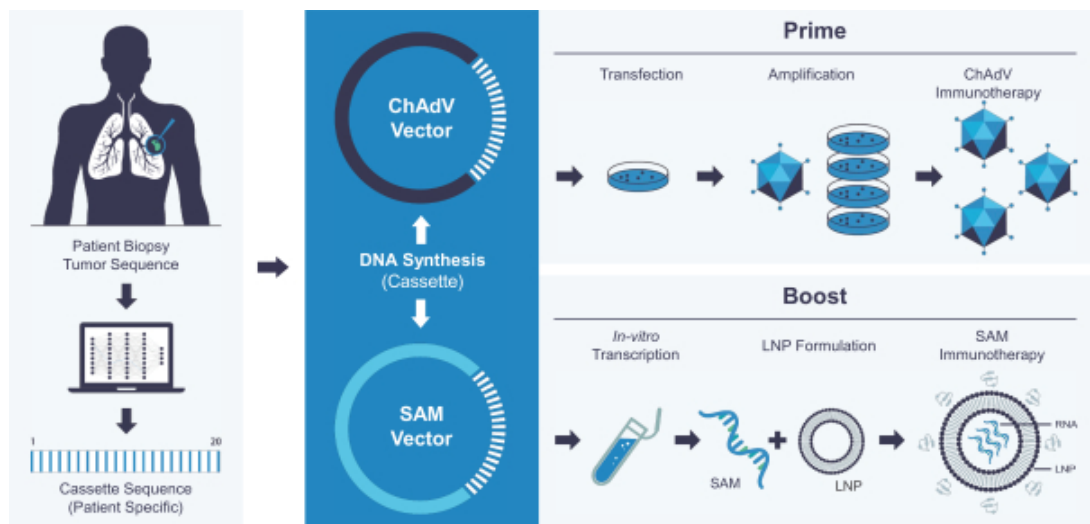 Patient Biopsy
Tumor Sequence
1 20
Cassette Sequence
(Patient Specific)
ChAdV
Vector
DNA Synthesis
(Cassette)
SAM
Vector
Prime
Transfection
Amplification
ChAdV
Immunotherapy
Boost
In-vitro
Transcription
LNP Formulation
SAM
Immunotherapy
SAM
LNP
RNA
LNP